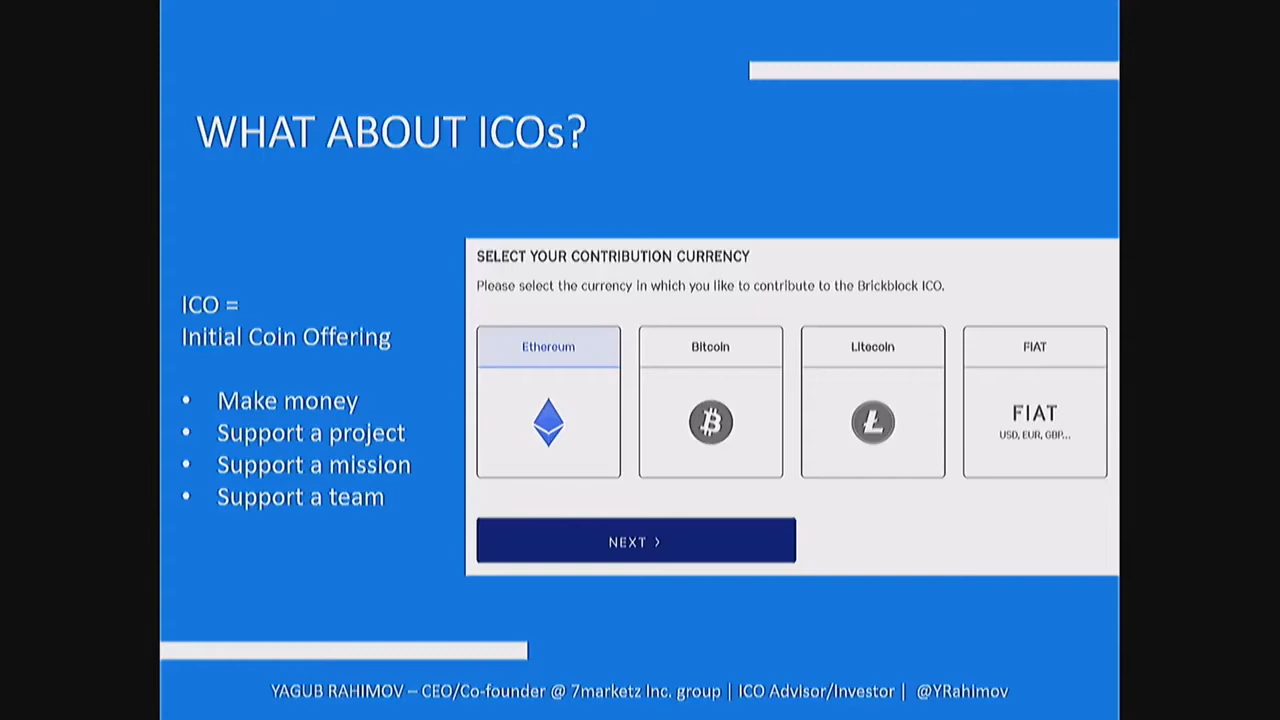 WHAT ABOUT ICOs?
ICO =
Initial Coin Offering
• Make money
• Support a project
• Support a mission
• Support a team
SELECT YOUR CONTRIBUTION CURRENCY
Please select the currency in which you like to contribute to the Brickblock ICO.
Ethereum
Bitcoin
Litecoin
FIAT
FIAT
USD, EUR, GBP...
NEXT >
YAGUB RAHIMOV – CEO/Co-founder @ 7marketz Inc. group | ICO Advisor/Investor | @YRahimov